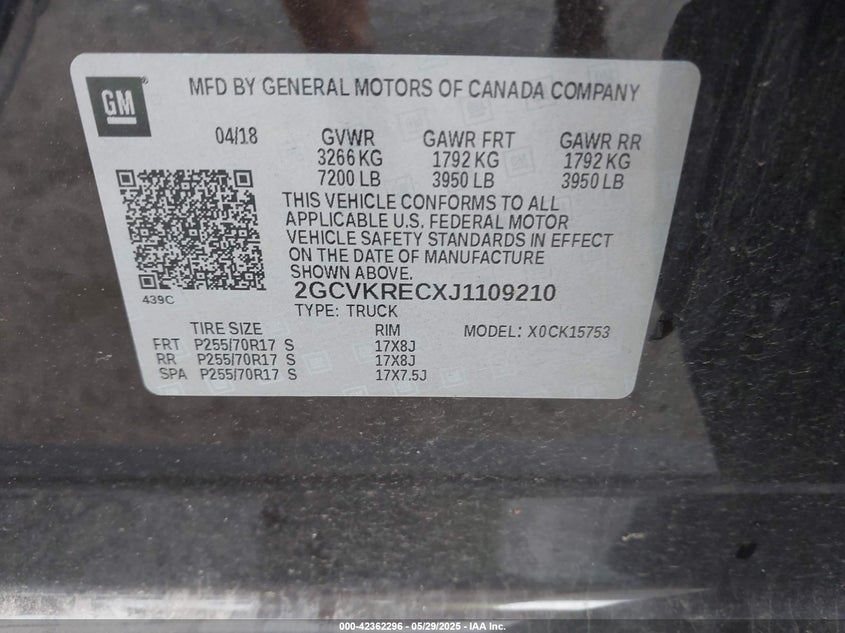 GM
MFD BY GENERAL MOTORS OF CANADA COMPANY
04/18 GVWR GAWR FRT GAWR RR
3266 KG 1792 KG 1792 KG
7200 LB 3950 LB 3950 LB
THIS VEHICLE CONFORMS TO ALL
APPLICABLE U.S. FEDERAL MOTOR
VEHICLE SAFETY STANDARDS IN EFFECT
ON THE DATE OF MANUFACTURE
SHOWN ABOVE.
439C
2GCVKRECXJ1109210
TYPE: TRUCK
TIRE SIZE RIM MODEL: X0CK15753
FRT P255/70R17 S 17X8J
RR P255/70R17 S 17X8J
SPA P255/70R17 S 17X7.5J
000-42362296 - 05/29/2025 - IAA Inc.